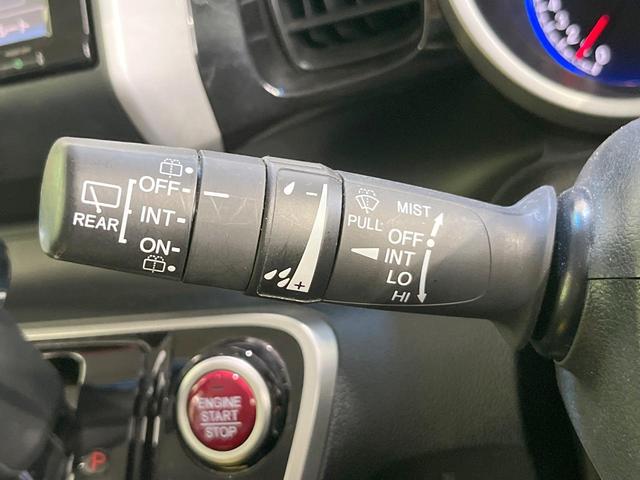 OFF
REAR
INT
ON
−
+
PULL
MIST
OFF
INT
LO
HI
ENGINE
START
STOP
P